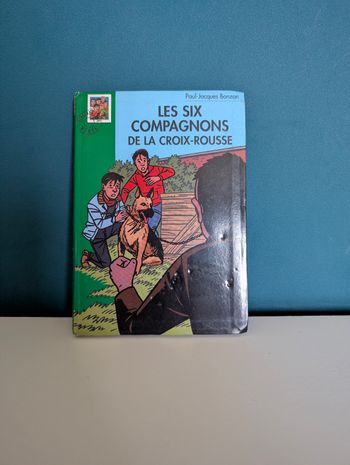 Paul-Jacques Bonzon
LES SIX
COMPAGNONS
DE LA CROIX-ROUSSE